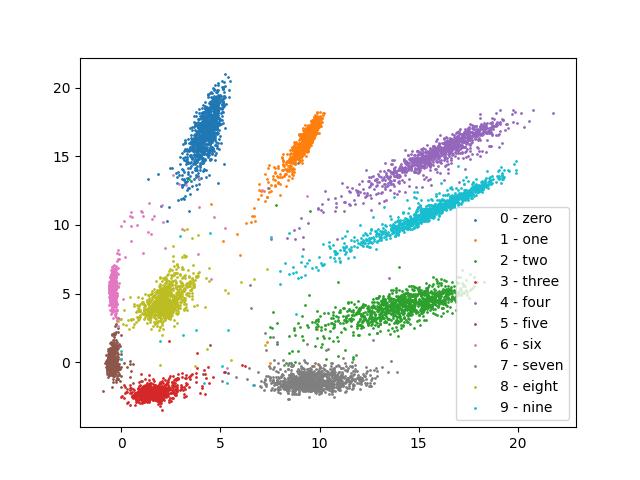 20
15
10
5
0
0 - zero
1 - one
2 - two
3 - three
4 - four
5 - five
6 - six
7 - seven
8 - eight
9 - nine
0 5 10 15 20